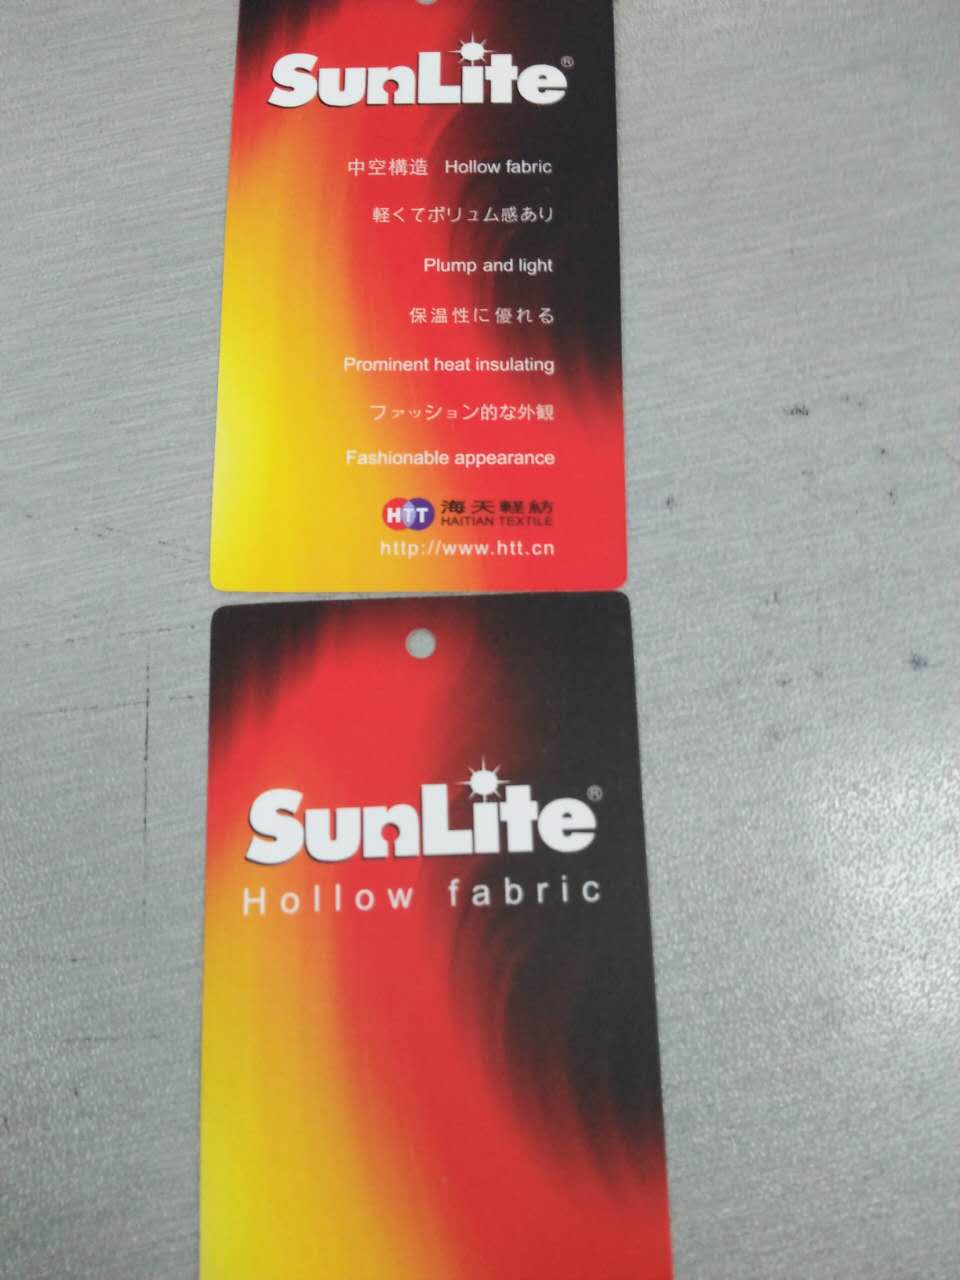 SunLite®
中空構造 Hollow fabric
軽くてボリュム感あり
Plump and light
保温性に優れる
Prominent heat insulating
ファッション的な外観
Fashionable appearance
HTT 海天軽紡
HAITIAN TEXTILE
http://www.htt.cn
SunLite®
Hollow fabric